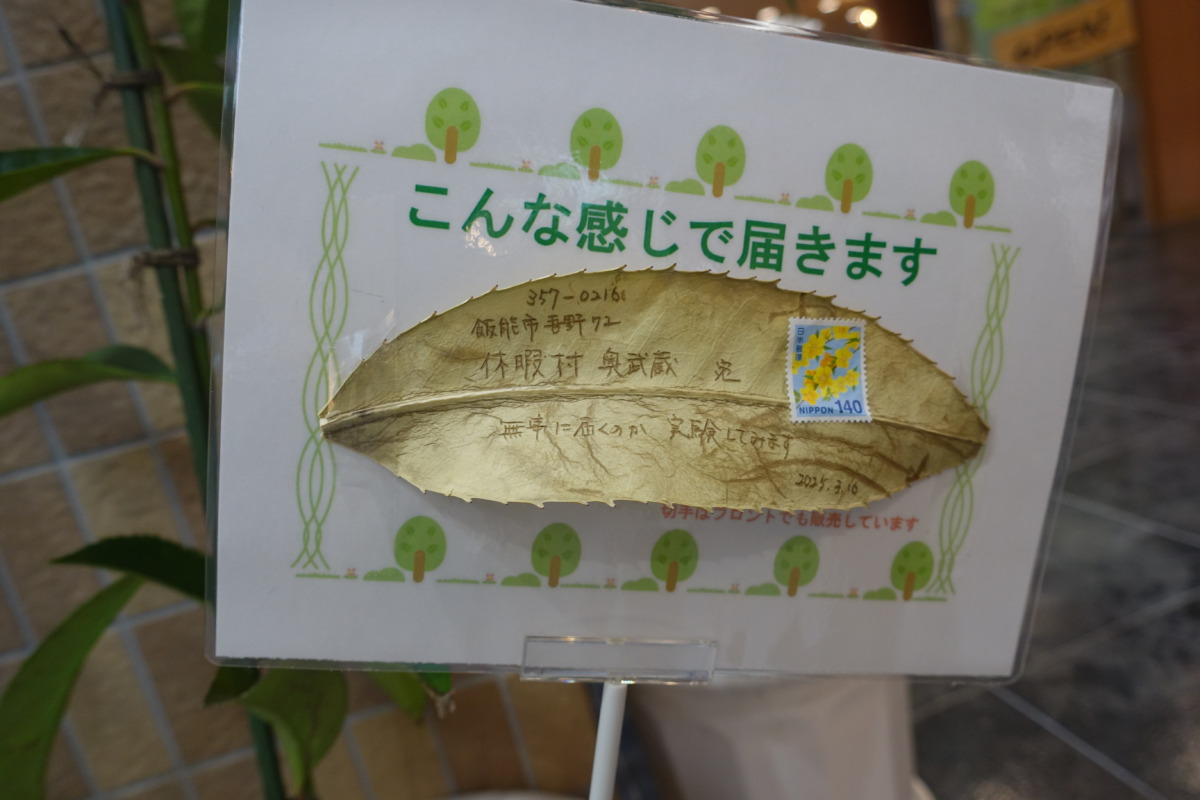 こんな感じで届きます
357-0216
飯能市吾野72
休暇村 奥武蔵 宛
日本郵便
NIPPON 140
無事に届くのか 実験してみます
2025.3.16
切手はフロントでも販売しています